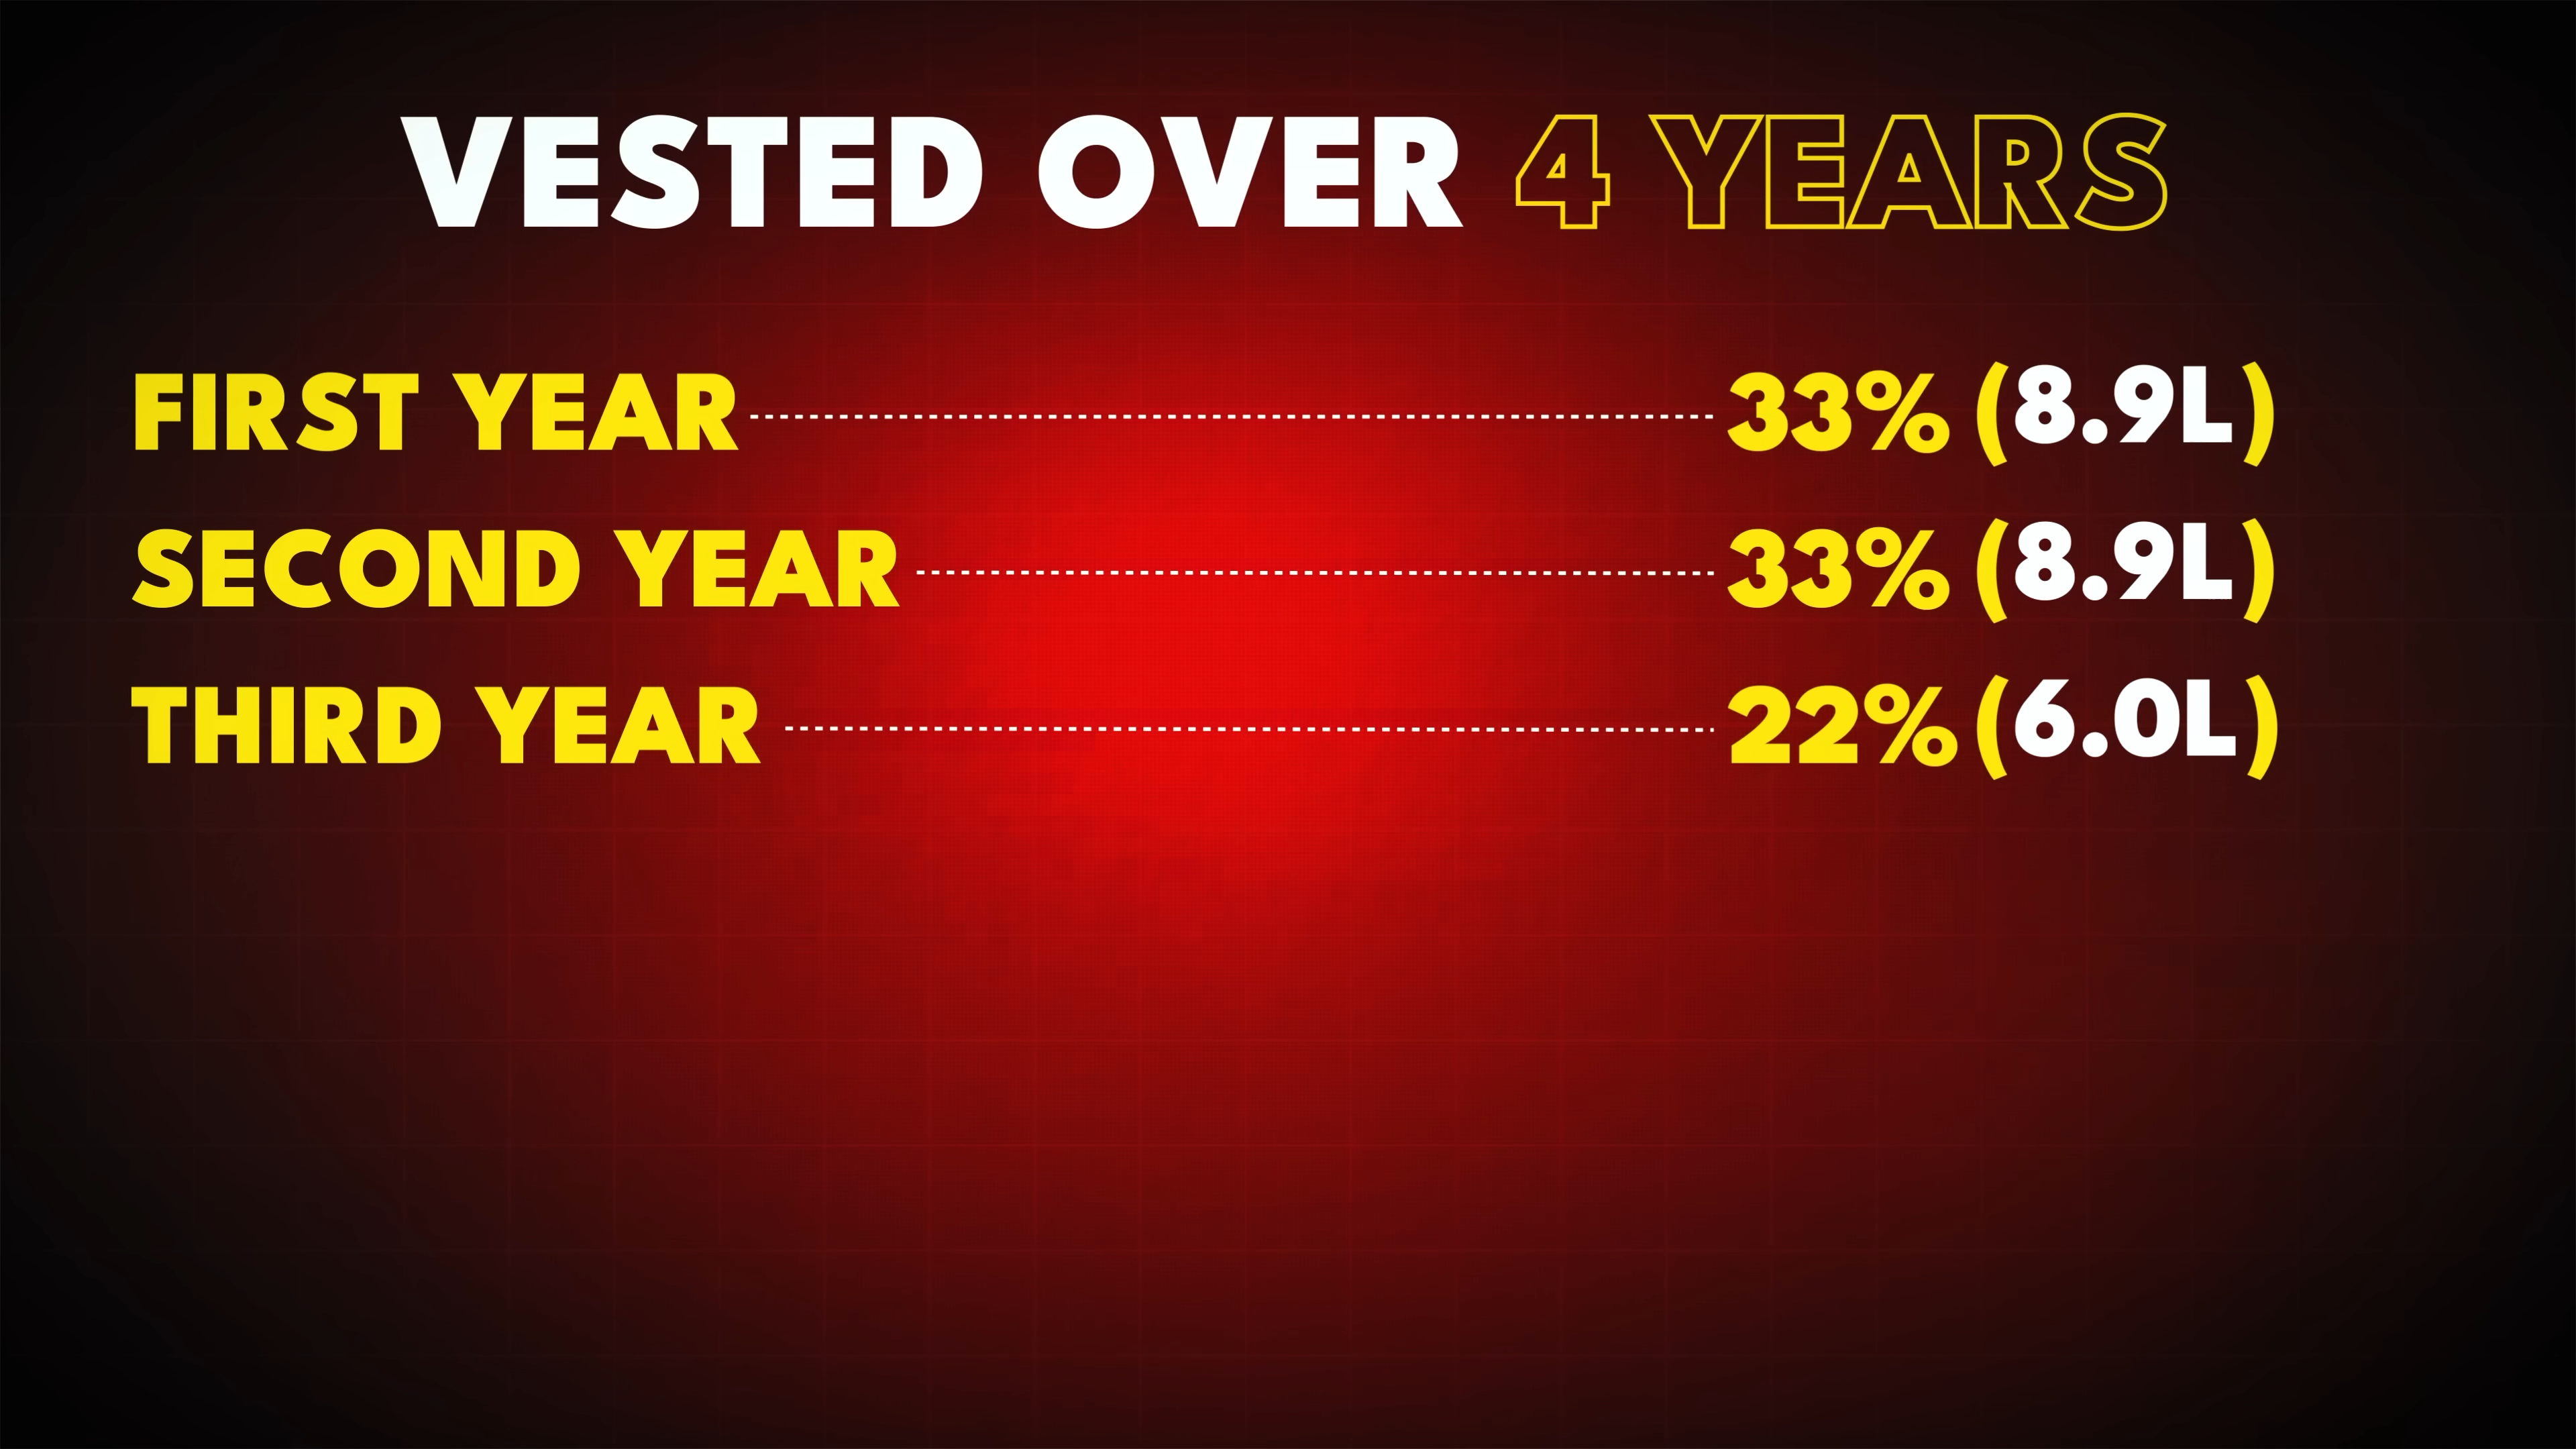 VESTED OVER 4 YEARS
FIRST YEAR 33% (8.9L)
SECOND YEAR 33% (8.9L)
THIRD YEAR 22% (6.0L)